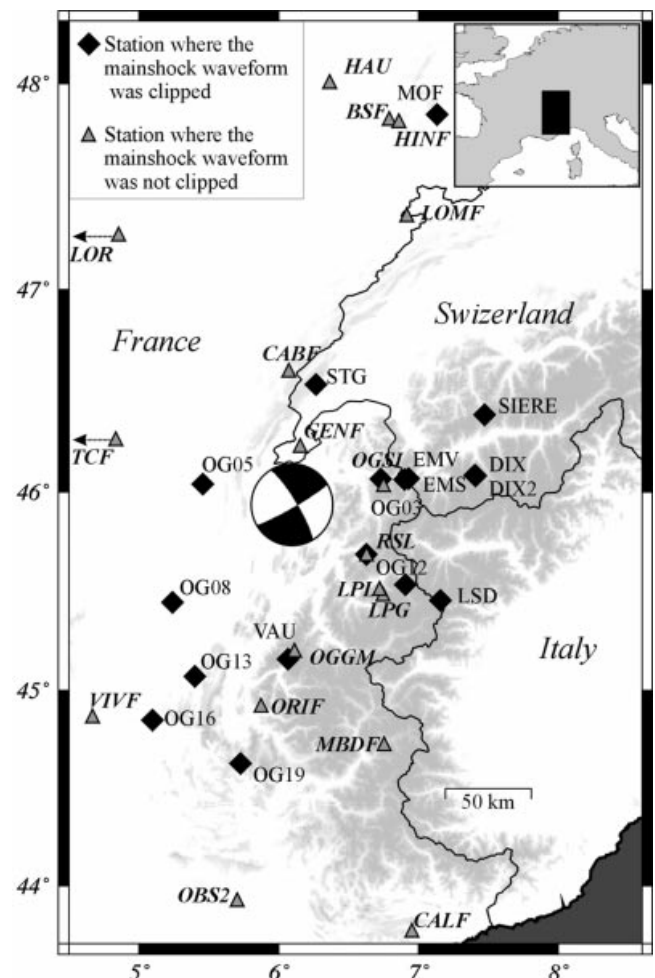 Station where the
mainshock waveform
was clipped
Station where the
mainshock waveform
was not clipped
48°
47°
46°
45°
44°
5°
6°
7°
8°
HAU
MOF
BSF
HINF
LOMF
LOR
Swizerland
France
CABF
STG
SIERE
GENF
TCF
OG05
OGSI
EMV
EMS
DIX
DIX2
OG03
RSL
OG12
OG08
LPL
LPG
LSD
VAU
OGGM
Italy
OG13
VIVF
OG16
ORIF
MBDF
OG19
50 km
OBS2
CALF